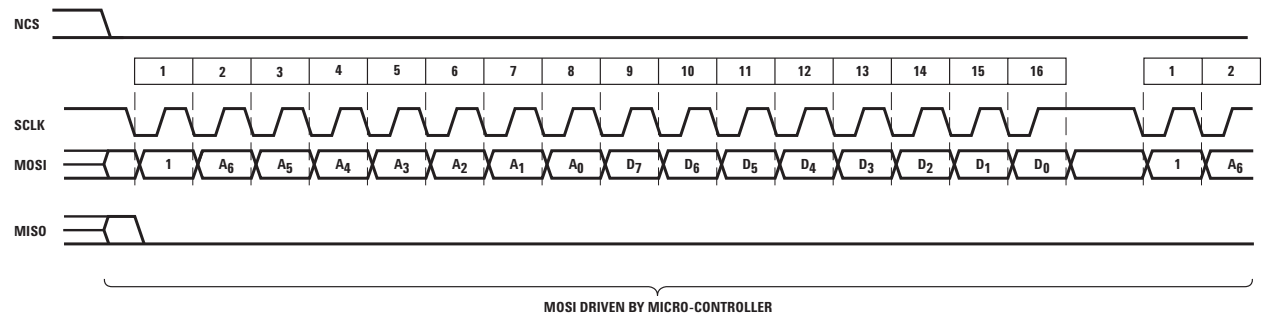 NCS
1 2 3 4 5 6 7 8 9 10 11 12 13 14 15 16 1 2
SCLK
MOSI 1 A6 A5 A4 A3 A2 A1 A0 D7 D6 D5 D4 D3 D2 D1 D0 1 A6
MISO
MOSI DRIVEN BY MICRO-CONTROLLER